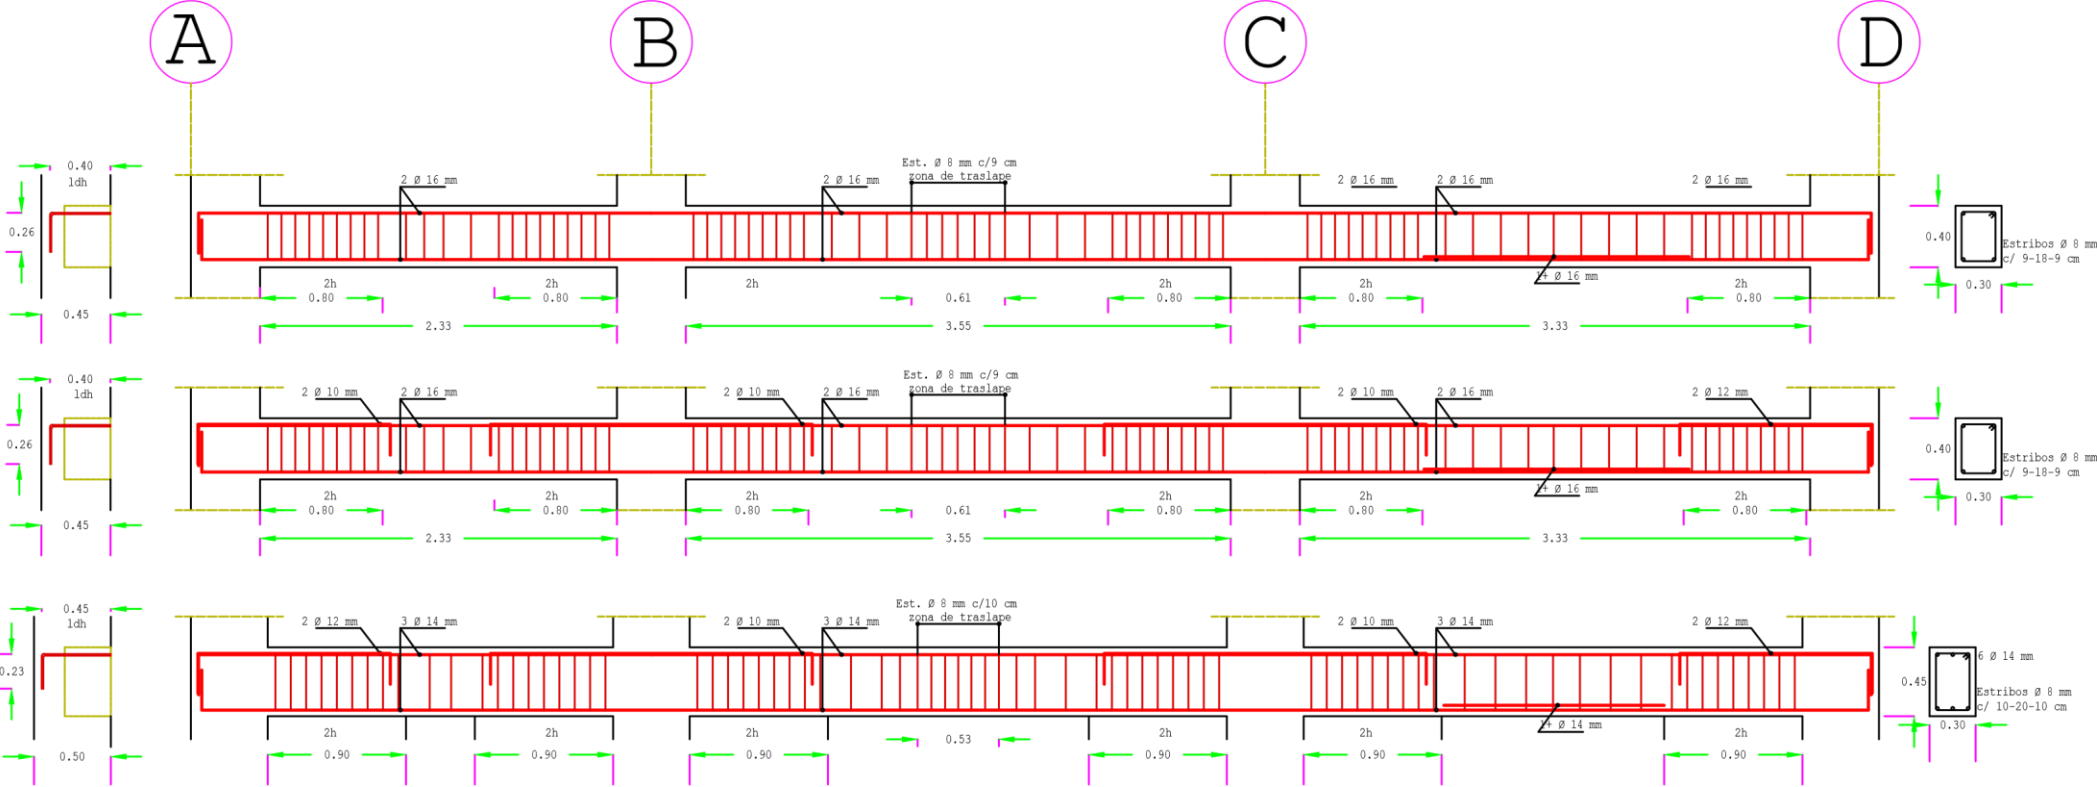 A B C D
0.40
ldh
2 Ø 16 mm
2 Ø 16 mm
Est. Ø 8 mm c/9 cm
zona de traslape
2 Ø 16 mm
2 Ø 16 mm
2 Ø 16 mm
0.26
0.40
Estribos Ø 8 mm
c/ 9-18-9 cm
1+ Ø 16 mm
2h
2h
2h
2h
2h
2h
0.80
0.80
0.61
0.80
0.80
0.80
0.30
0.45
2.33
3.55
3.33
0.40
ldh
2 Ø 10 mm
2 Ø 16 mm
2 Ø 10 mm
2 Ø 16 mm
Est. Ø 8 mm c/9 cm
zona de traslape
2 Ø 10 mm
2 Ø 16 mm
2 Ø 12 mm
0.26
0.40
Estribos Ø 8 mm
c/ 9-18-9 cm
1+ Ø 16 mm
2h
2h
2h
2h
2h
2h
0.80
0.80
0.80
0.61
0.80
0.80
0.80
0.30
0.45
2.33
3.55
3.33
0.45
ldh
2 Ø 12 mm
3 Ø 14 mm
2 Ø 10 mm
3 Ø 14 mm
Est. Ø 8 mm c/10 cm
zona de traslape
2 Ø 10 mm
3 Ø 14 mm
2 Ø 12 mm
0.23
0.45
6 Ø 14 mm
Estribos Ø 8 mm
c/ 10-20-10 cm
1+ Ø 14 mm
2h
2h
2h
2h
2h
2h
0.53
0.30
0.50
0.90
0.90
0.90
0.90
0.90
0.90